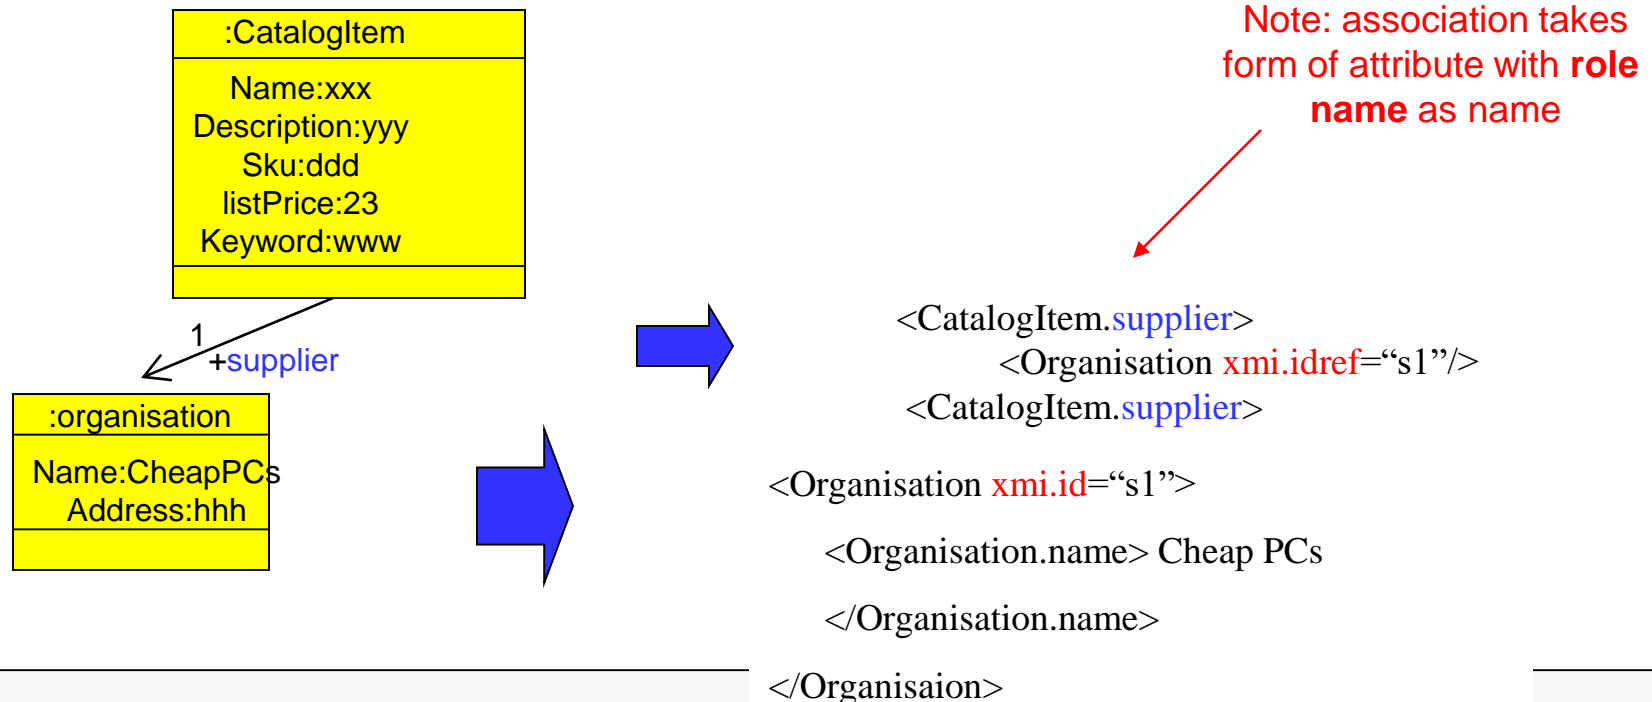 :CatalogItem
Name:xxx
Description:yyy
Sku:ddd
listPrice:23
Keyword:www
1
+supplier
:organisation
Name:CheapPCs
Address:hhh
Note: association takes
form of attribute with role
name as name
<CatalogItem.supplier>
<Organisation xmi.idref=“s1”/>
<CatalogItem.supplier>
<Organisation xmi.id=“s1”>
<Organisation.name> Cheap PCs
</Organisation.name>
</Organisaion>